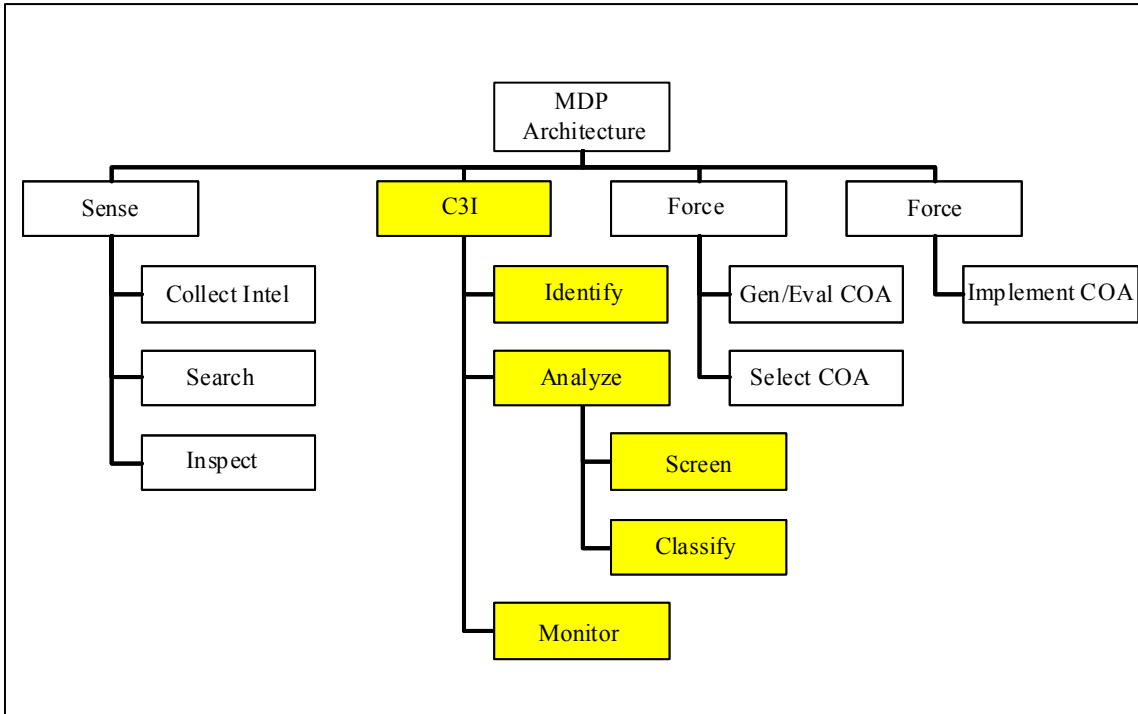 MDP
Architecture
Sense
C3I
Force
Force
Collect Intel
Identify
Gen/Eval COA
Implement COA
Search
Analyze
Select COA
Inspect
Screen
Classify
Monitor